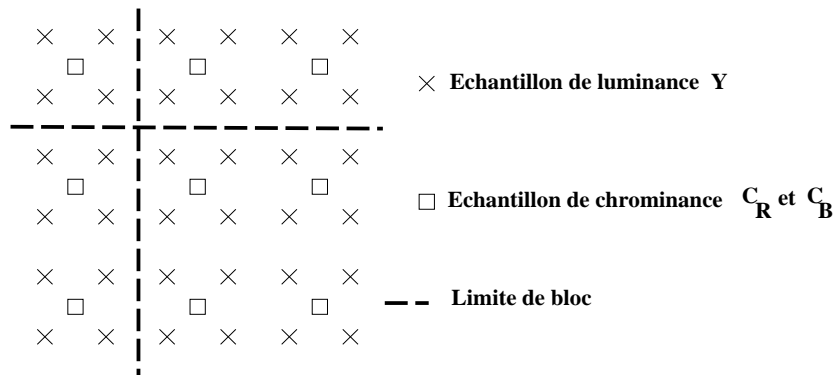 Echantillon de luminance Y
Echantillon de chrominance C_R et C_B
Limite de bloc